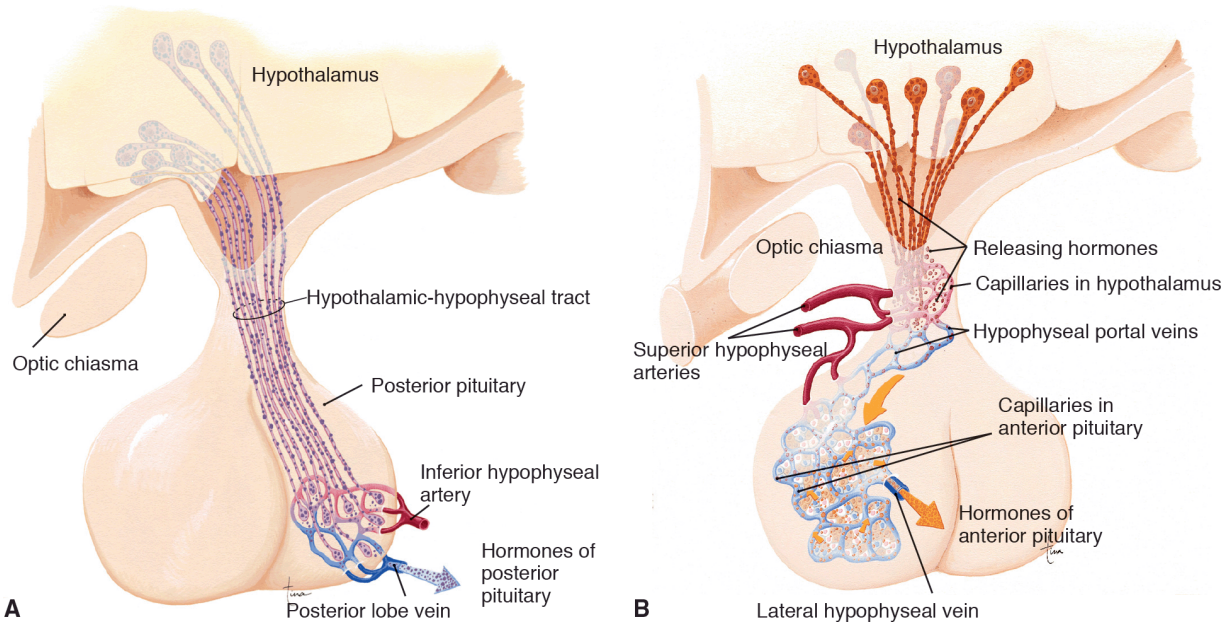 Hypothalamus
Hypothalamic-hypophyseal tract
Optic chiasma
Posterior pituitary
Inferior hypophyseal
artery
Hormones of
posterior
pituitary
Posterior lobe vein
Tina
A
Hypothalamus
Optic chiasma
Releasing hormones
Capillaries in hypothalamus
Hypophyseal portal veins
Superior hypophyseal
arteries
Capillaries in
anterior pituitary
Hormones of
anterior pituitary
Tina
Lateral hypophyseal vein
B